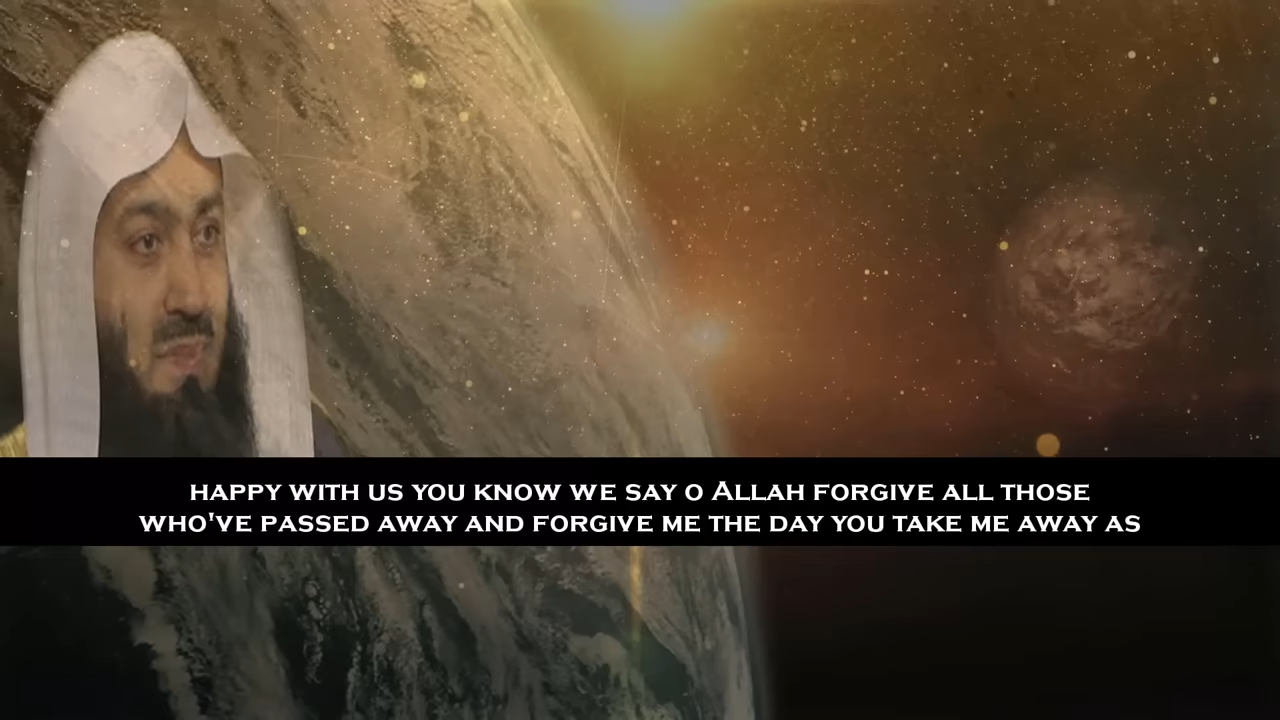 HAPPY WITH US YOU KNOW WE SAY O ALLAH FORGIVE ALL THOSE
WHO'VE PASSED AWAY AND FORGIVE ME THE DAY YOU TAKE ME AWAY AS